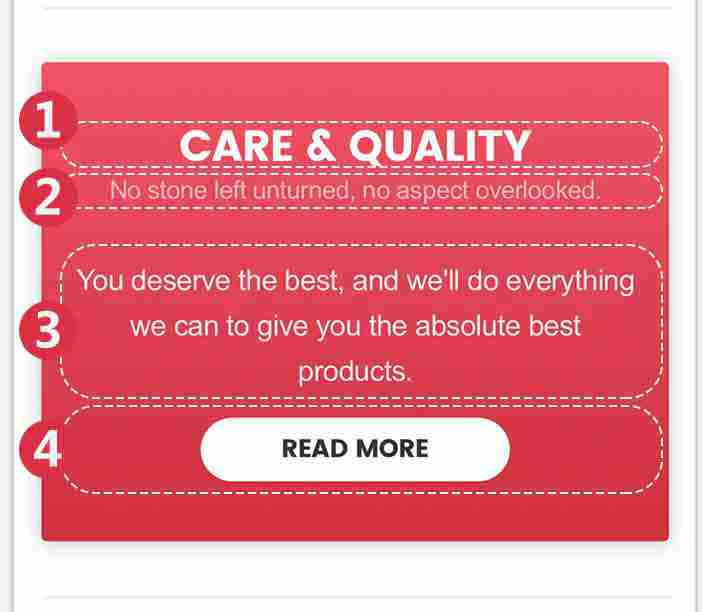 1
CARE & QUALITY
2
No stone left unturned, no aspect overlooked.
3
You deserve the best, and we'll do everything
we can to give you the absolute best
products.
4
READ MORE